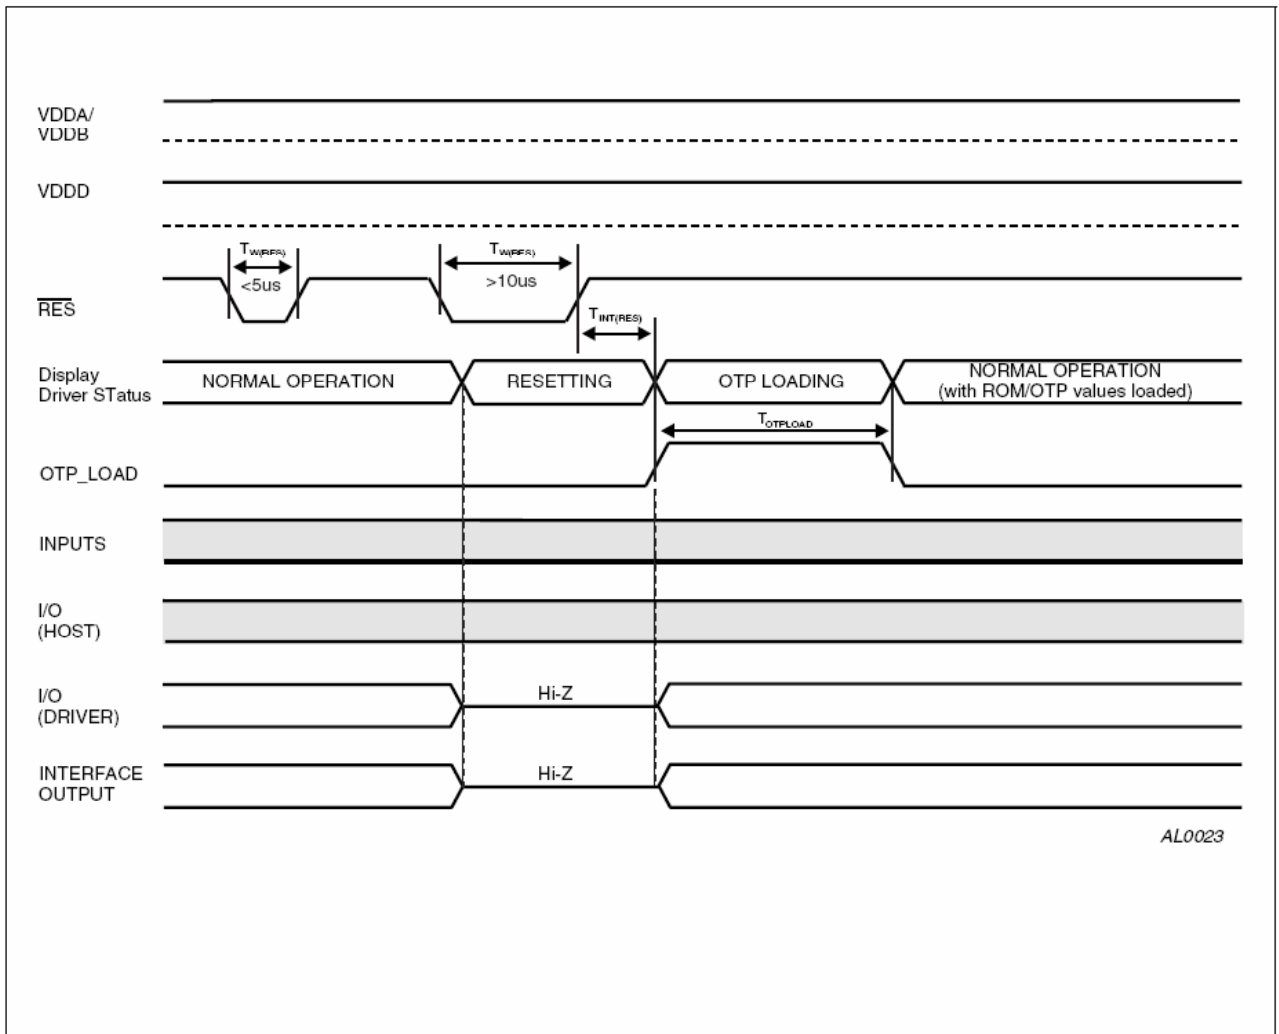 VDDA/
VDDB
VDDD
TW(RES)
<5us
TW(RES)
>10us
RES
TINT(RES)
Display
Driver STatus
NORMAL OPERATION
RESETTING
OTP LOADING
NORMAL OPERATION
(with ROM/OTP values loaded)
TOTPLOAD
OTP_LOAD
INPUTS
I/O
(HOST)
I/O
(DRIVER)
Hi-Z
INTERFACE
OUTPUT
Hi-Z
AL0023